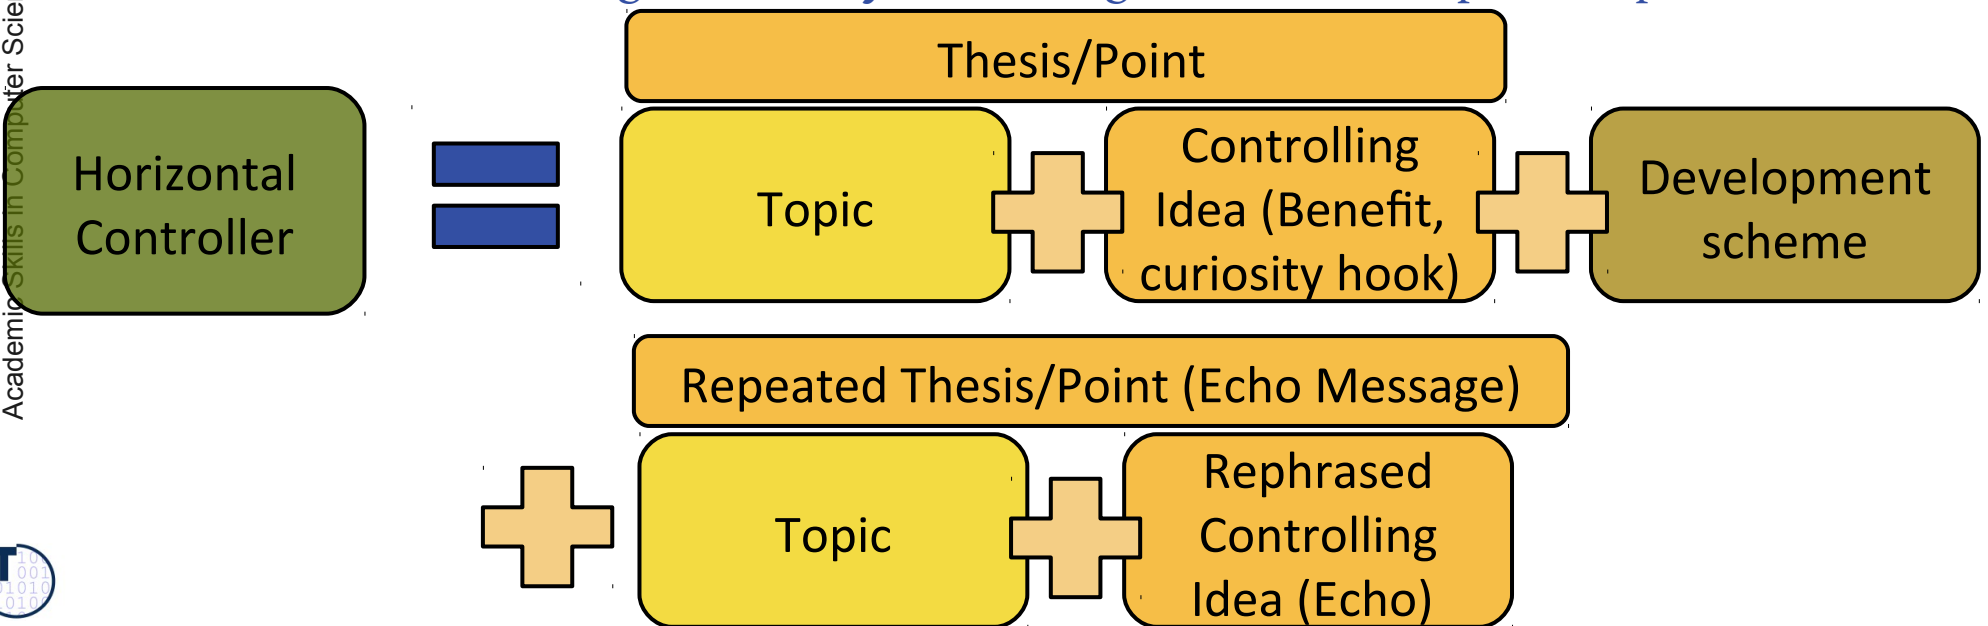 Academic Skills in Computer Scie
Thesis/Point
Horizontal
Controller
Topic
Controlling
Idea (Benefit,
curiosity hook)
Development
scheme
Repeated Thesis/Point (Echo Message)
Topic
Rephrased
Controlling
Idea (Echo)